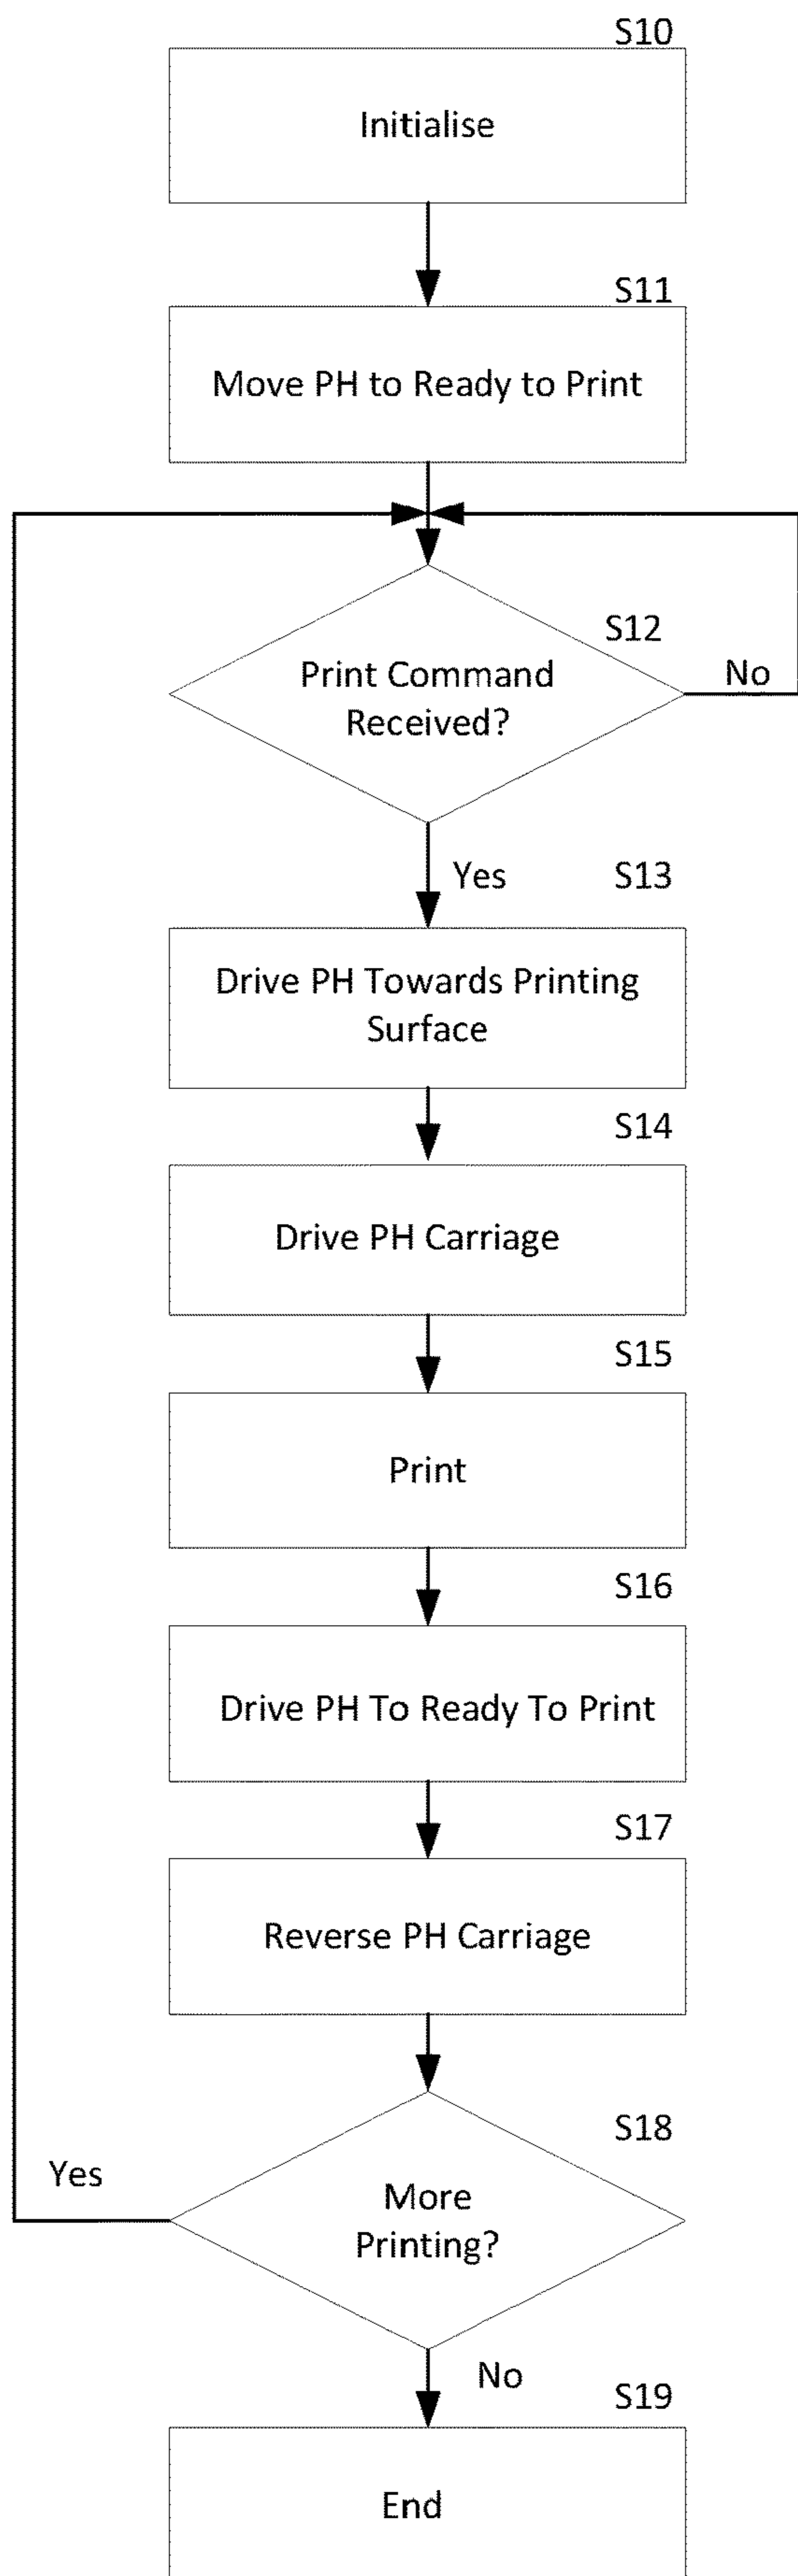 S10
Initialise
S11
Move PH to Ready to Print
S12
Print Command
Received?
No
Yes
S13
Drive PH Towards Printing
Surface
S14
Drive PH Carriage
S15
Print
S16
Drive PH To Ready To Print
S17
Reverse PH Carriage
S18
Yes
More
Printing?
No
S19
End